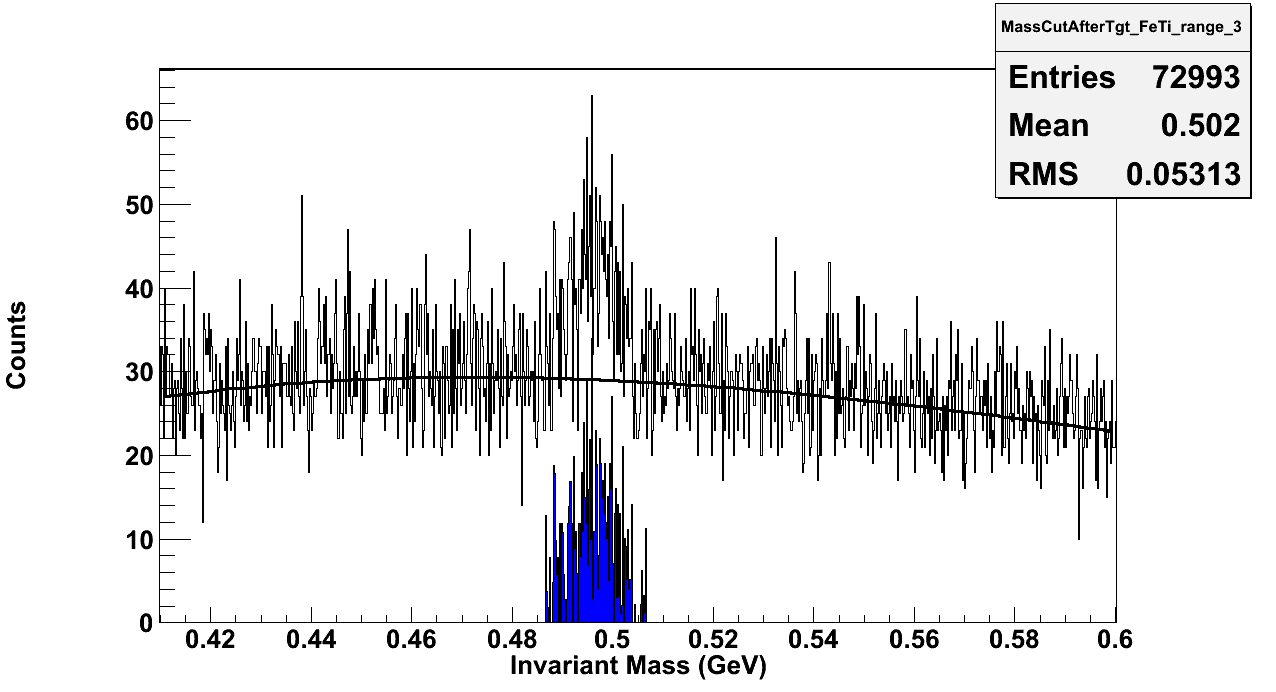 MassCutAfterTgt_FeTi_range_3
Entries 72993
Mean 0.502
RMS 0.05313
Counts
60
50
40
30
20
10
0
0.42 0.44 0.46 0.48 0.5 0.52 0.54 0.56 0.58 0.6
Invariant Mass (GeV)